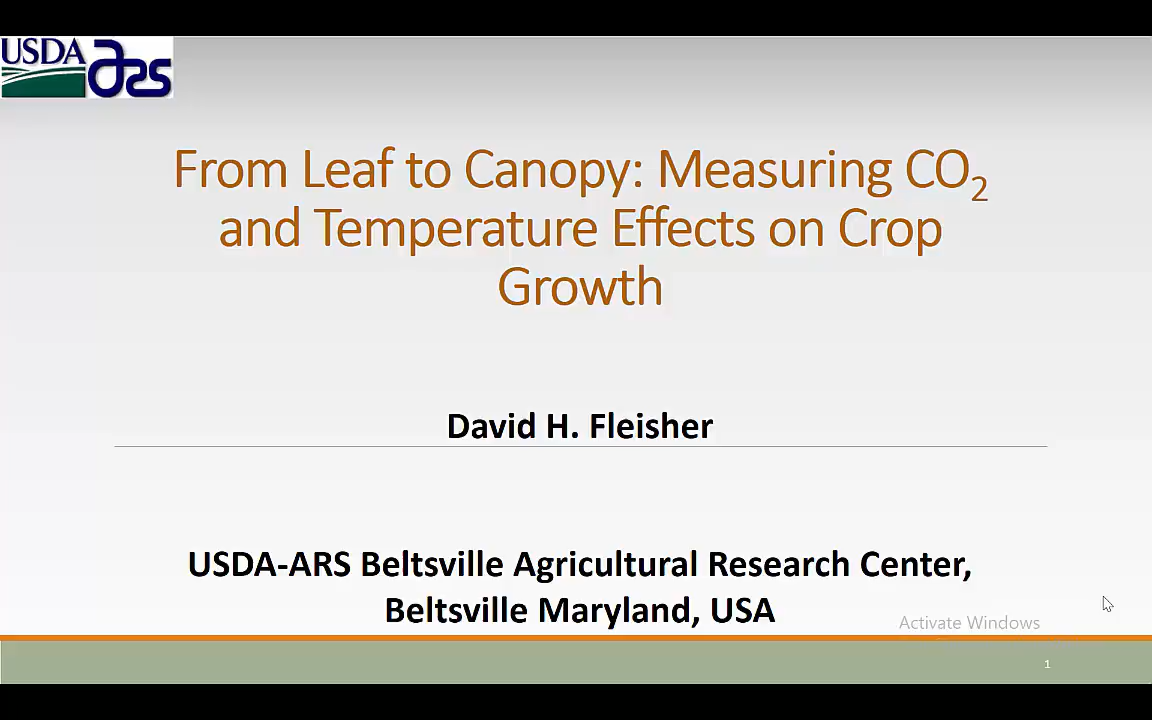 USDA ars
From Leaf to Canopy: Measuring CO₂
and Temperature Effects on Crop
Growth
David H. Fleisher
USDA-ARS Beltsville Agricultural Research Center,
Beltsville Maryland, USA
Activate Windows
1